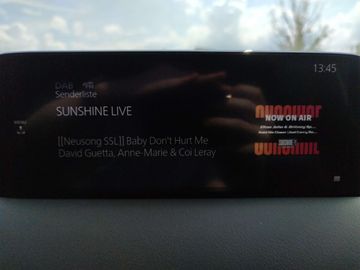 13:45
DAB
Senderliste
SUNSHINE LIVE
NOW ON AIR
[[Neusong SSL]] Baby Don't Hurt Me
David Guetta, Anne-Marie & Coi Leray